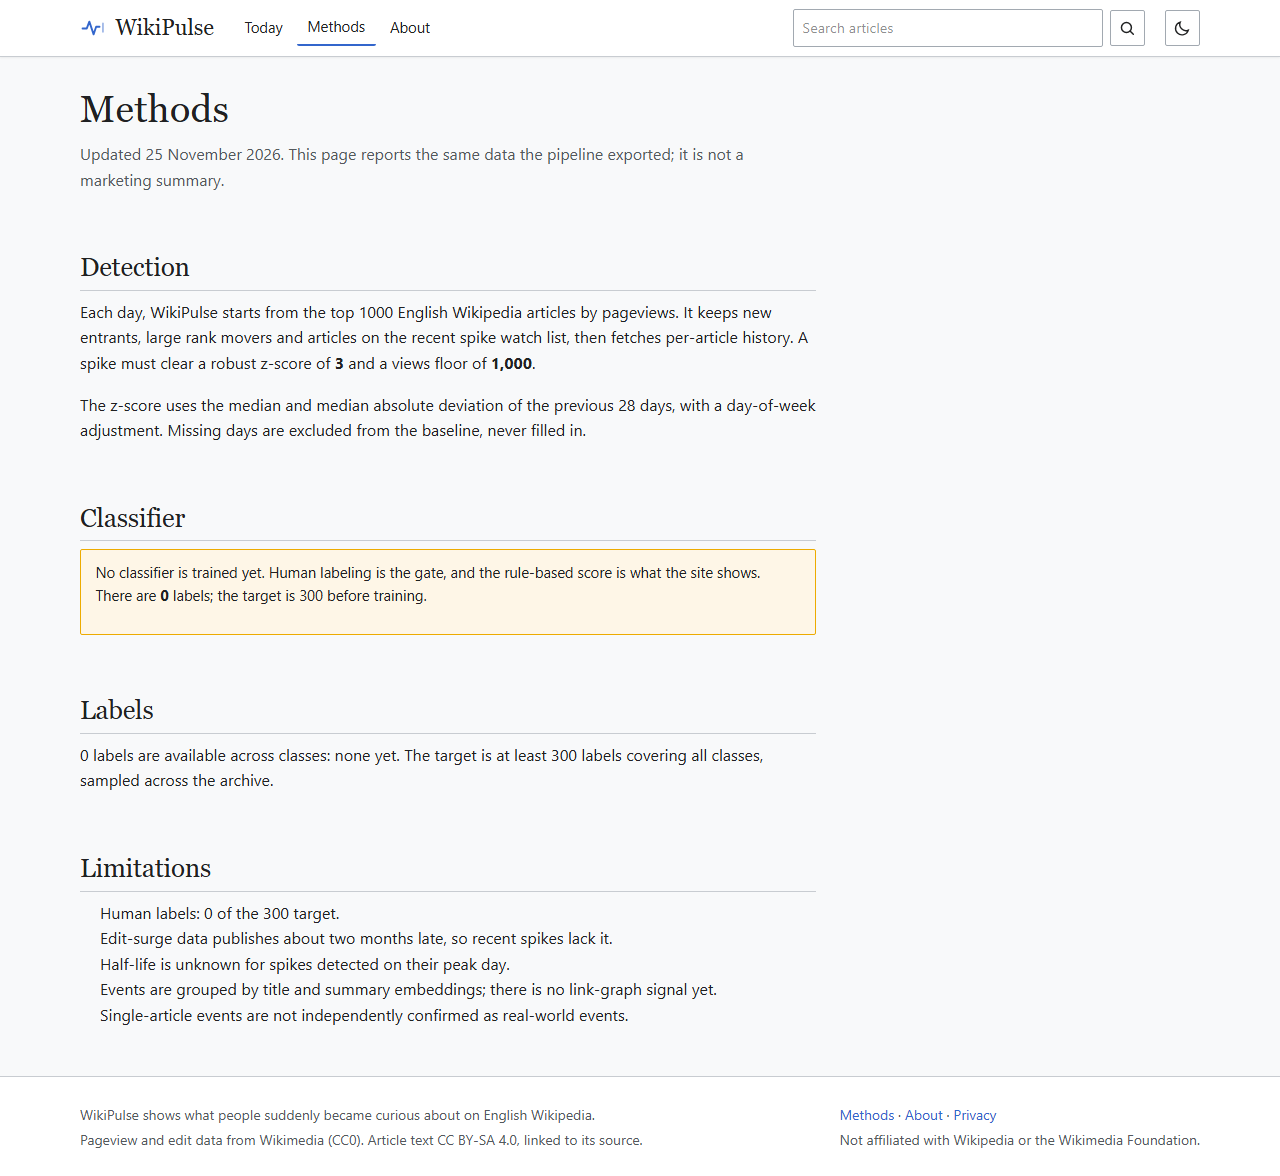 WikiPulse
Today
Methods
About
Search articles
Methods
Updated 25 November 2026. This page reports the same data the pipeline exported; it is not a
marketing summary.
Detection
Each day, WikiPulse starts from the top 1000 English Wikipedia articles by pageviews. It keeps new
entrants, large rank movers and articles on the recent spike watch list, then fetches per-article history. A
spike must clear a robust z-score of 3 and a views floor of 1,000.
The z-score uses the median and median absolute deviation of the previous 28 days, with a day-of-week
adjustment. Missing days are excluded from the baseline, never filled in.
Classifier
No classifier is trained yet. Human labeling is the gate, and the rule-based score is what the site shows.
There are 0 labels; the target is 300 before training.
Labels
0 labels are available across classes: none yet. The target is at least 300 labels covering all classes,
sampled across the archive.
Limitations
Human labels: 0 of the 300 target.
Edit-surge data publishes about two months late, so recent spikes lack it.
Half-life is unknown for spikes detected on their peak day.
Events are grouped by title and summary embeddings; there is no link-graph signal yet.
Single-article events are not independently confirmed as real-world events.
WikiPulse shows what people suddenly became curious about on English Wikipedia.
Pageview and edit data from Wikimedia (CC0). Article text CC BY-SA 4.0, linked to its source.
Methods · About · Privacy
Not affiliated with Wikipedia or the Wikimedia Foundation.